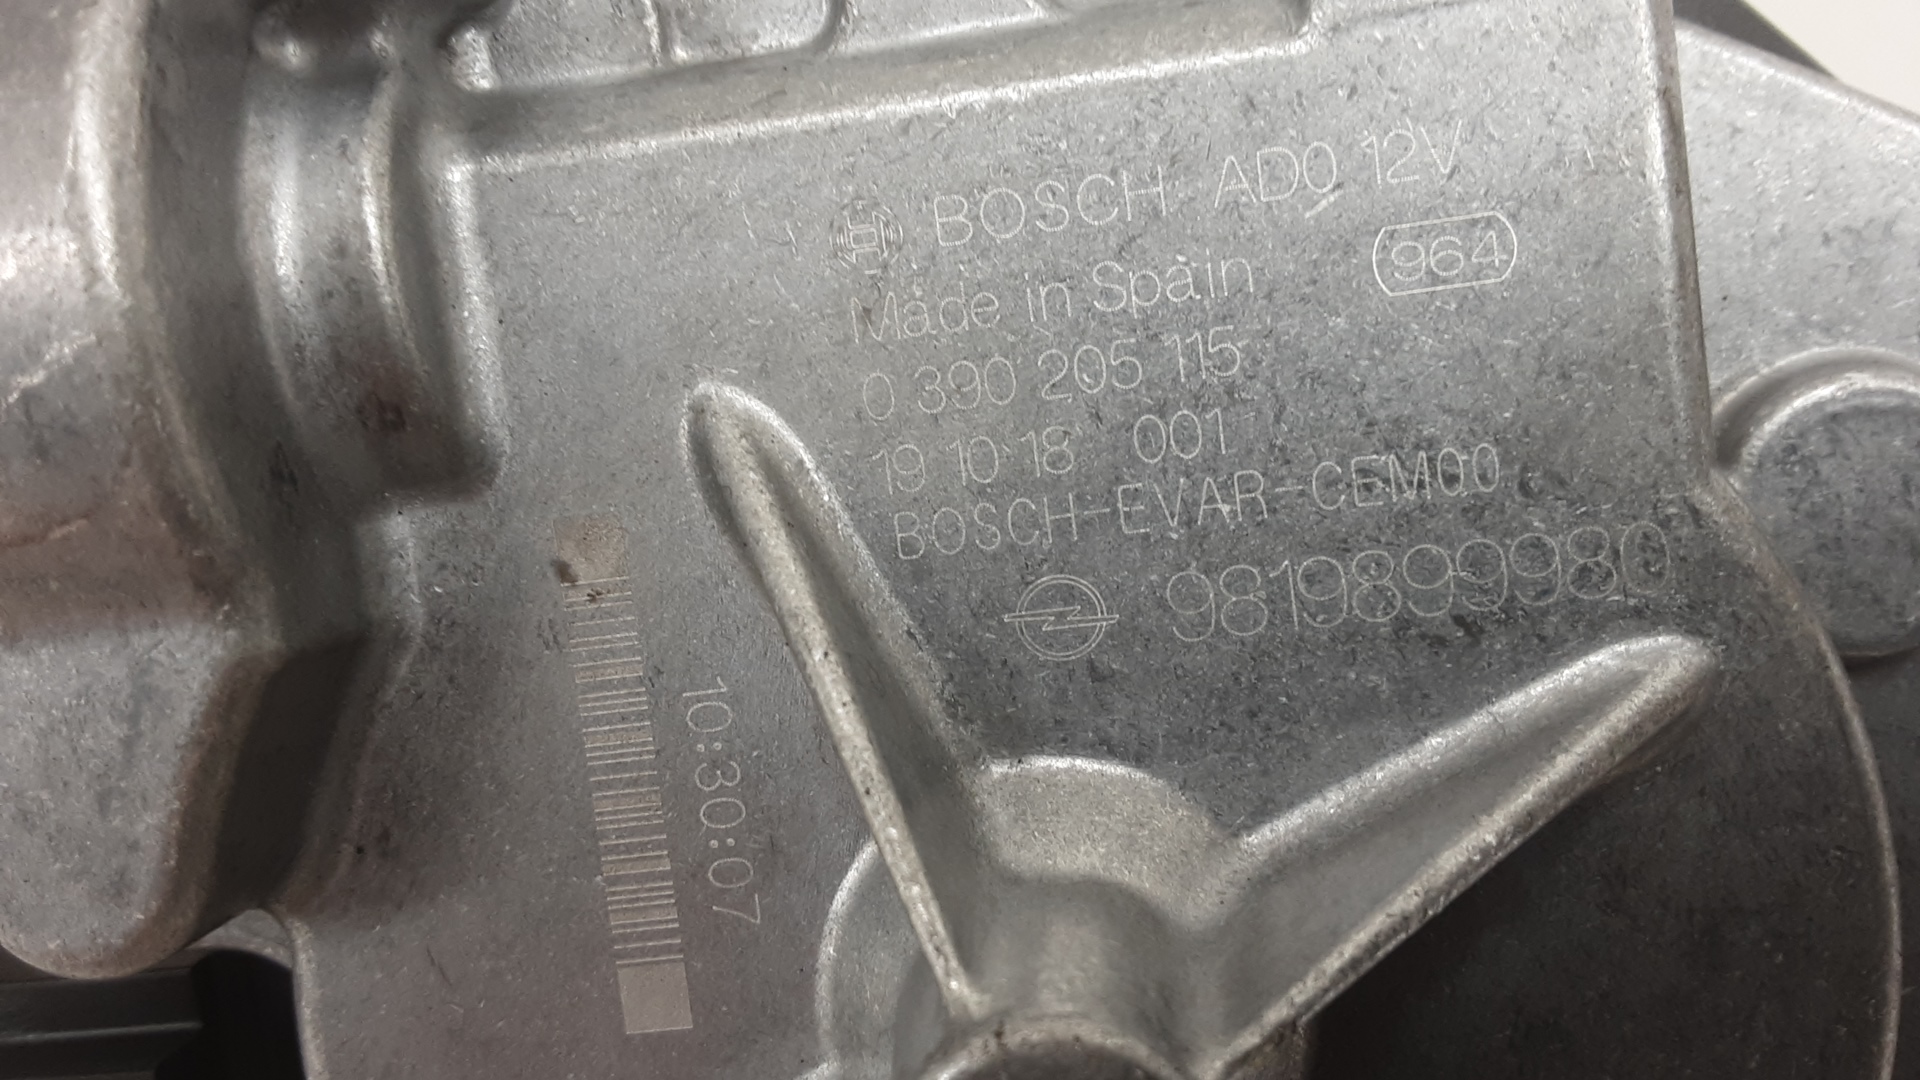 BOSCH AD0 12V
964
Made in Spain
0 390 205 115
19 10 18 001
BOSCH-EVAR-CEM00
9819899980
10:30:07